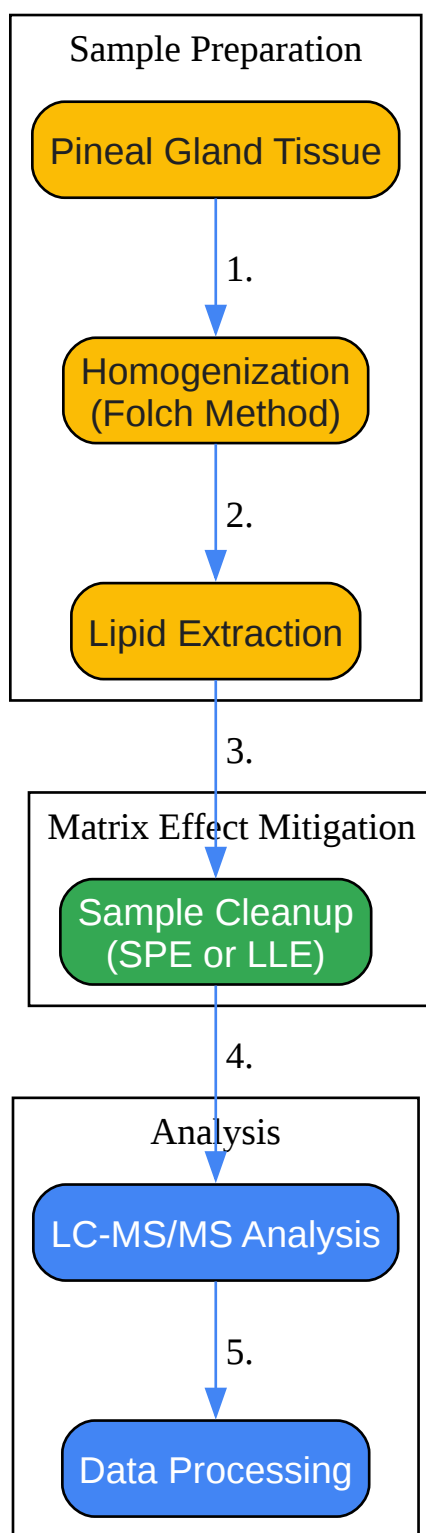 Sample Preparation
Pineal Gland Tissue
1.
Homogenization
(Folch Method)
2.
Lipid Extraction
3.
Matrix Effect Mitigation
Sample Cleanup
(SPE or LLE)
4.
Analysis
LC-MS/MS Analysis
5.
Data Processing